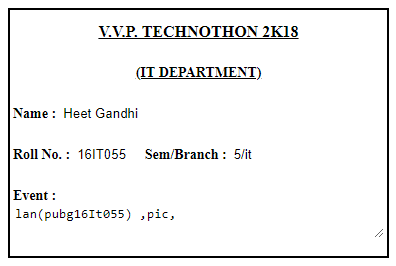 V.V.P. TECHNOTHON 2K18
(IT DEPARTMENT)
Name : Heet Gandhi
Roll No. : 16IT055 Sem/Branch : 5/it
Event :
lan(pubg16It055) ,pic,